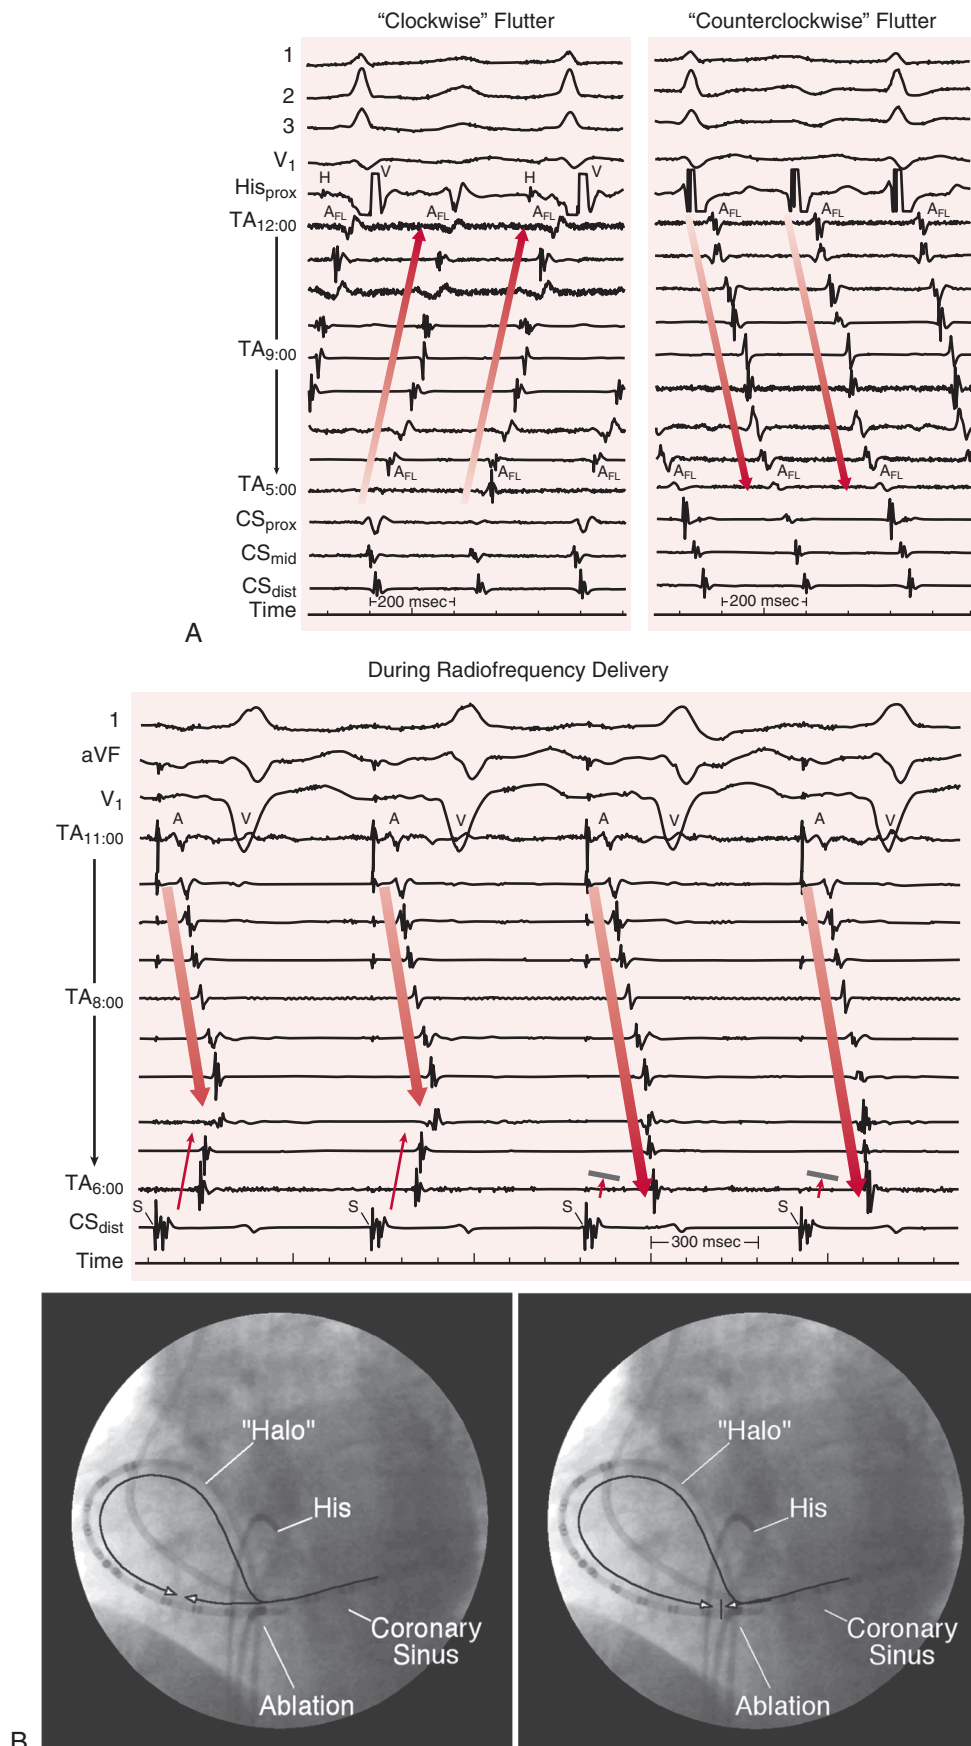 “Clockwise” Flutter
“Counterclockwise” Flutter
1
2
3
V1
Hisprox
H
V
H
V
TA12:00
AFL
AFL
AFL
AFL
AFL
AFL
TA9:00
TA5:00
AFL
AFL
AFL
AFL
AFL
AFL
CSprox
CSmid
CSdist
Time
200 msec
200 msec
A
During Radiofrequency Delivery
1
aVF
V1
TA11:00
A
V
A
V
A
V
A
V
TA8:00
TA6:00
CSdist
S
S
S
S
Time
300 msec
"Halo"
His
Coronary
Sinus
Ablation
"Halo"
His
Coronary
Sinus
Ablation
B